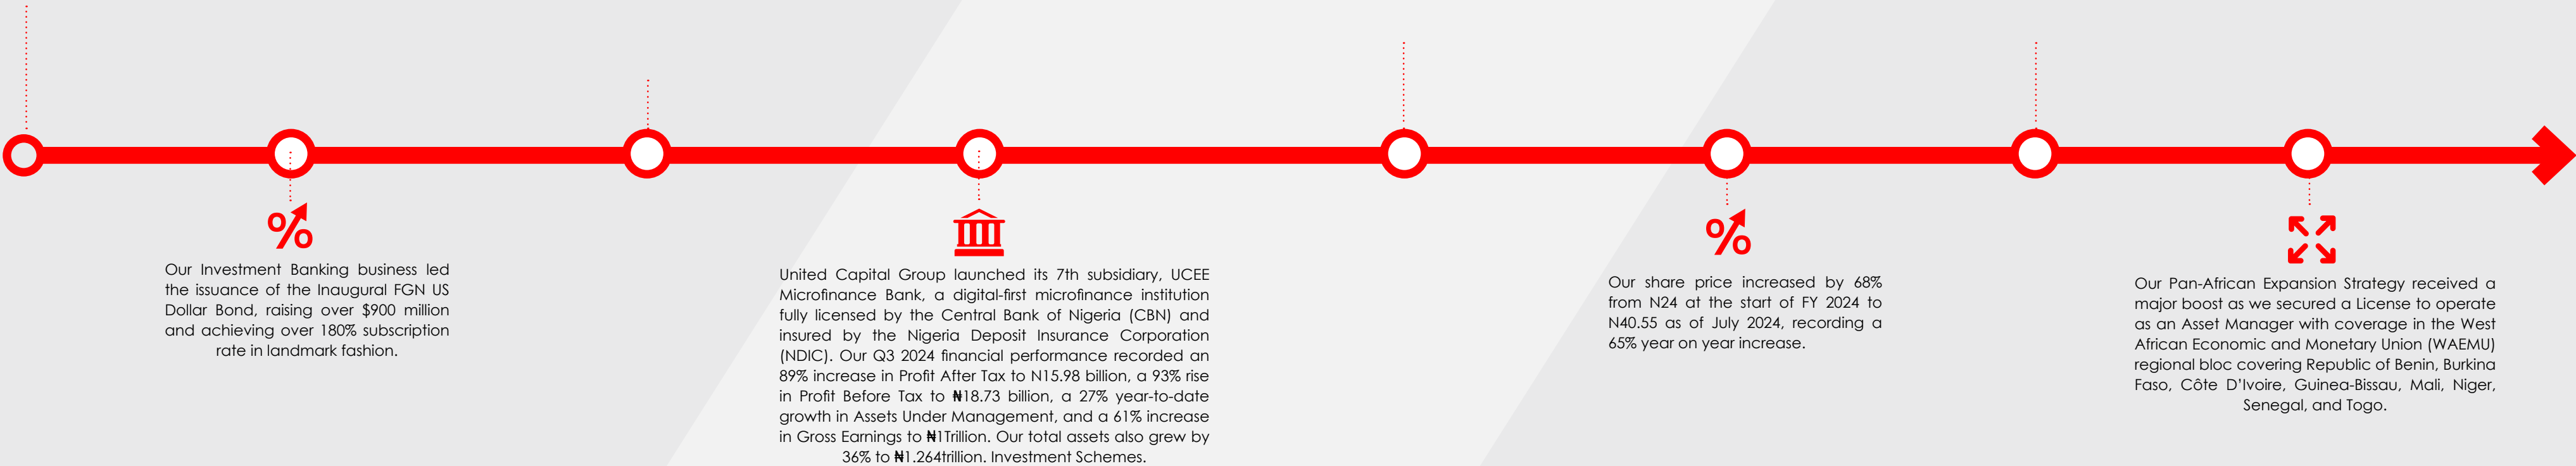 Our Investment Banking business led
the issuance of the Inaugural FGN US
Dollar Bond, raising over $900 million
and achieving over 180% subscription
rate in landmark fashion.
United Capital Group launched its 7th subsidiary, UCEE
Microfinance Bank, a digital-first microfinance institution
fully licensed by the Central Bank of Nigeria (CBN) and
insured by the Nigeria Deposit Insurance Corporation
(NDIC). Our Q3 2024 financial performance recorded an
89% increase in Profit After Tax to N15.98 billion, a 93% rise
in Profit Before Tax to ₦18.73 billion, a 27% year-to-date
growth in Assets Under Management, and a 61% increase
in Gross Earnings to ₦1Trillion. Our total assets also grew by
36% to ₦1.264trillion. Investment Schemes.
Our share price increased by 68%
from N24 at the start of FY 2024 to
N40.55 as of July 2024, recording a
65% year on year increase.
Our Pan-African Expansion Strategy received a
major boost as we secured a License to operate
as an Asset Manager with coverage in the West
African Economic and Monetary Union (WAEMU)
regional bloc covering Republic of Benin, Burkina
Faso, Côte D’Ivoire, Guinea-Bissau, Mali, Niger,
Senegal, and Togo.